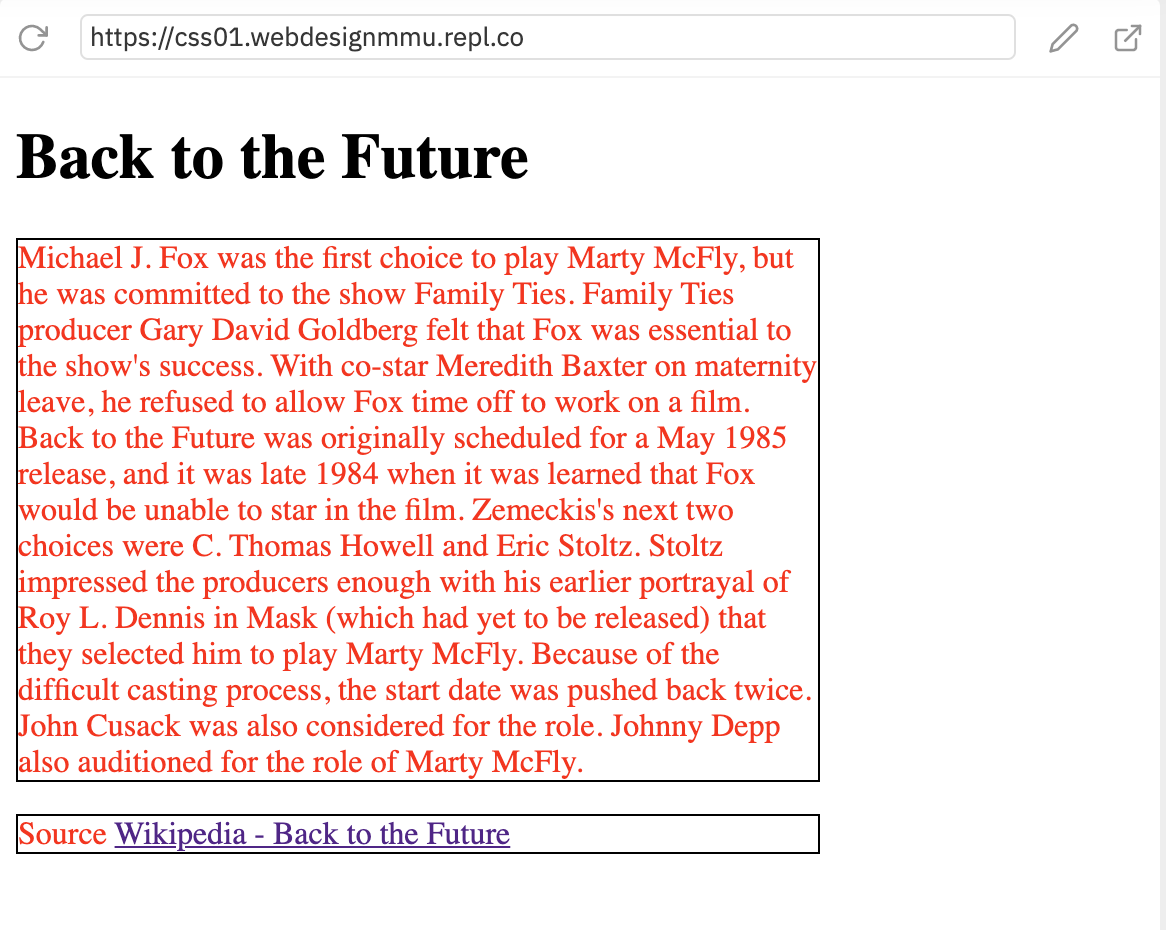 https://css01.webdesignmmu.repl.co
Back to the Future
Michael J. Fox was the first choice to play Marty McFly, but
he was committed to the show Family Ties. Family Ties
producer Gary David Goldberg felt that Fox was essential to
the show's success. With co-star Meredith Baxter on maternity
leave, he refused to allow Fox time off to work on a film.
Back to the Future was originally scheduled for a May 1985
release, and it was late 1984 when it was learned that Fox
would be unable to star in the film. Zemeckis's next two
choices were C. Thomas Howell and Eric Stoltz. Stoltz
impressed the producers enough with his earlier portrayal of
Roy L. Dennis in Mask (which had yet to be released) that
they selected him to play Marty McFly. Because of the
difficult casting process, the start date was pushed back twice.
John Cusack was also considered for the role. Johnny Depp
also auditioned for the role of Marty McFly.
Source Wikipedia - Back to the Future